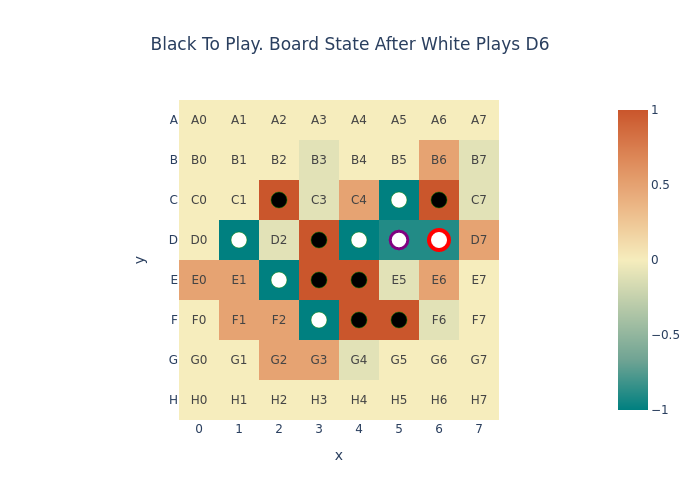 Black To Play. Board State After White Plays D6
A A0 A1 A2 A3 A4 A5 A6 A7
B B0 B1 B2 B3 B4 B5 B6 B7
C C0 C1 C3 C4 C7
D D0 D2 D7
E E0 E1 E5 E6 E7
F F0 F1 F2 F6 F7
G G0 G1 G2 G3 G4 G5 G6 G7
H H0 H1 H2 H3 H4 H5 H6 H7
0 1 2 3 4 5 6 7
x
y
1
0.5
0
−0.5
−1